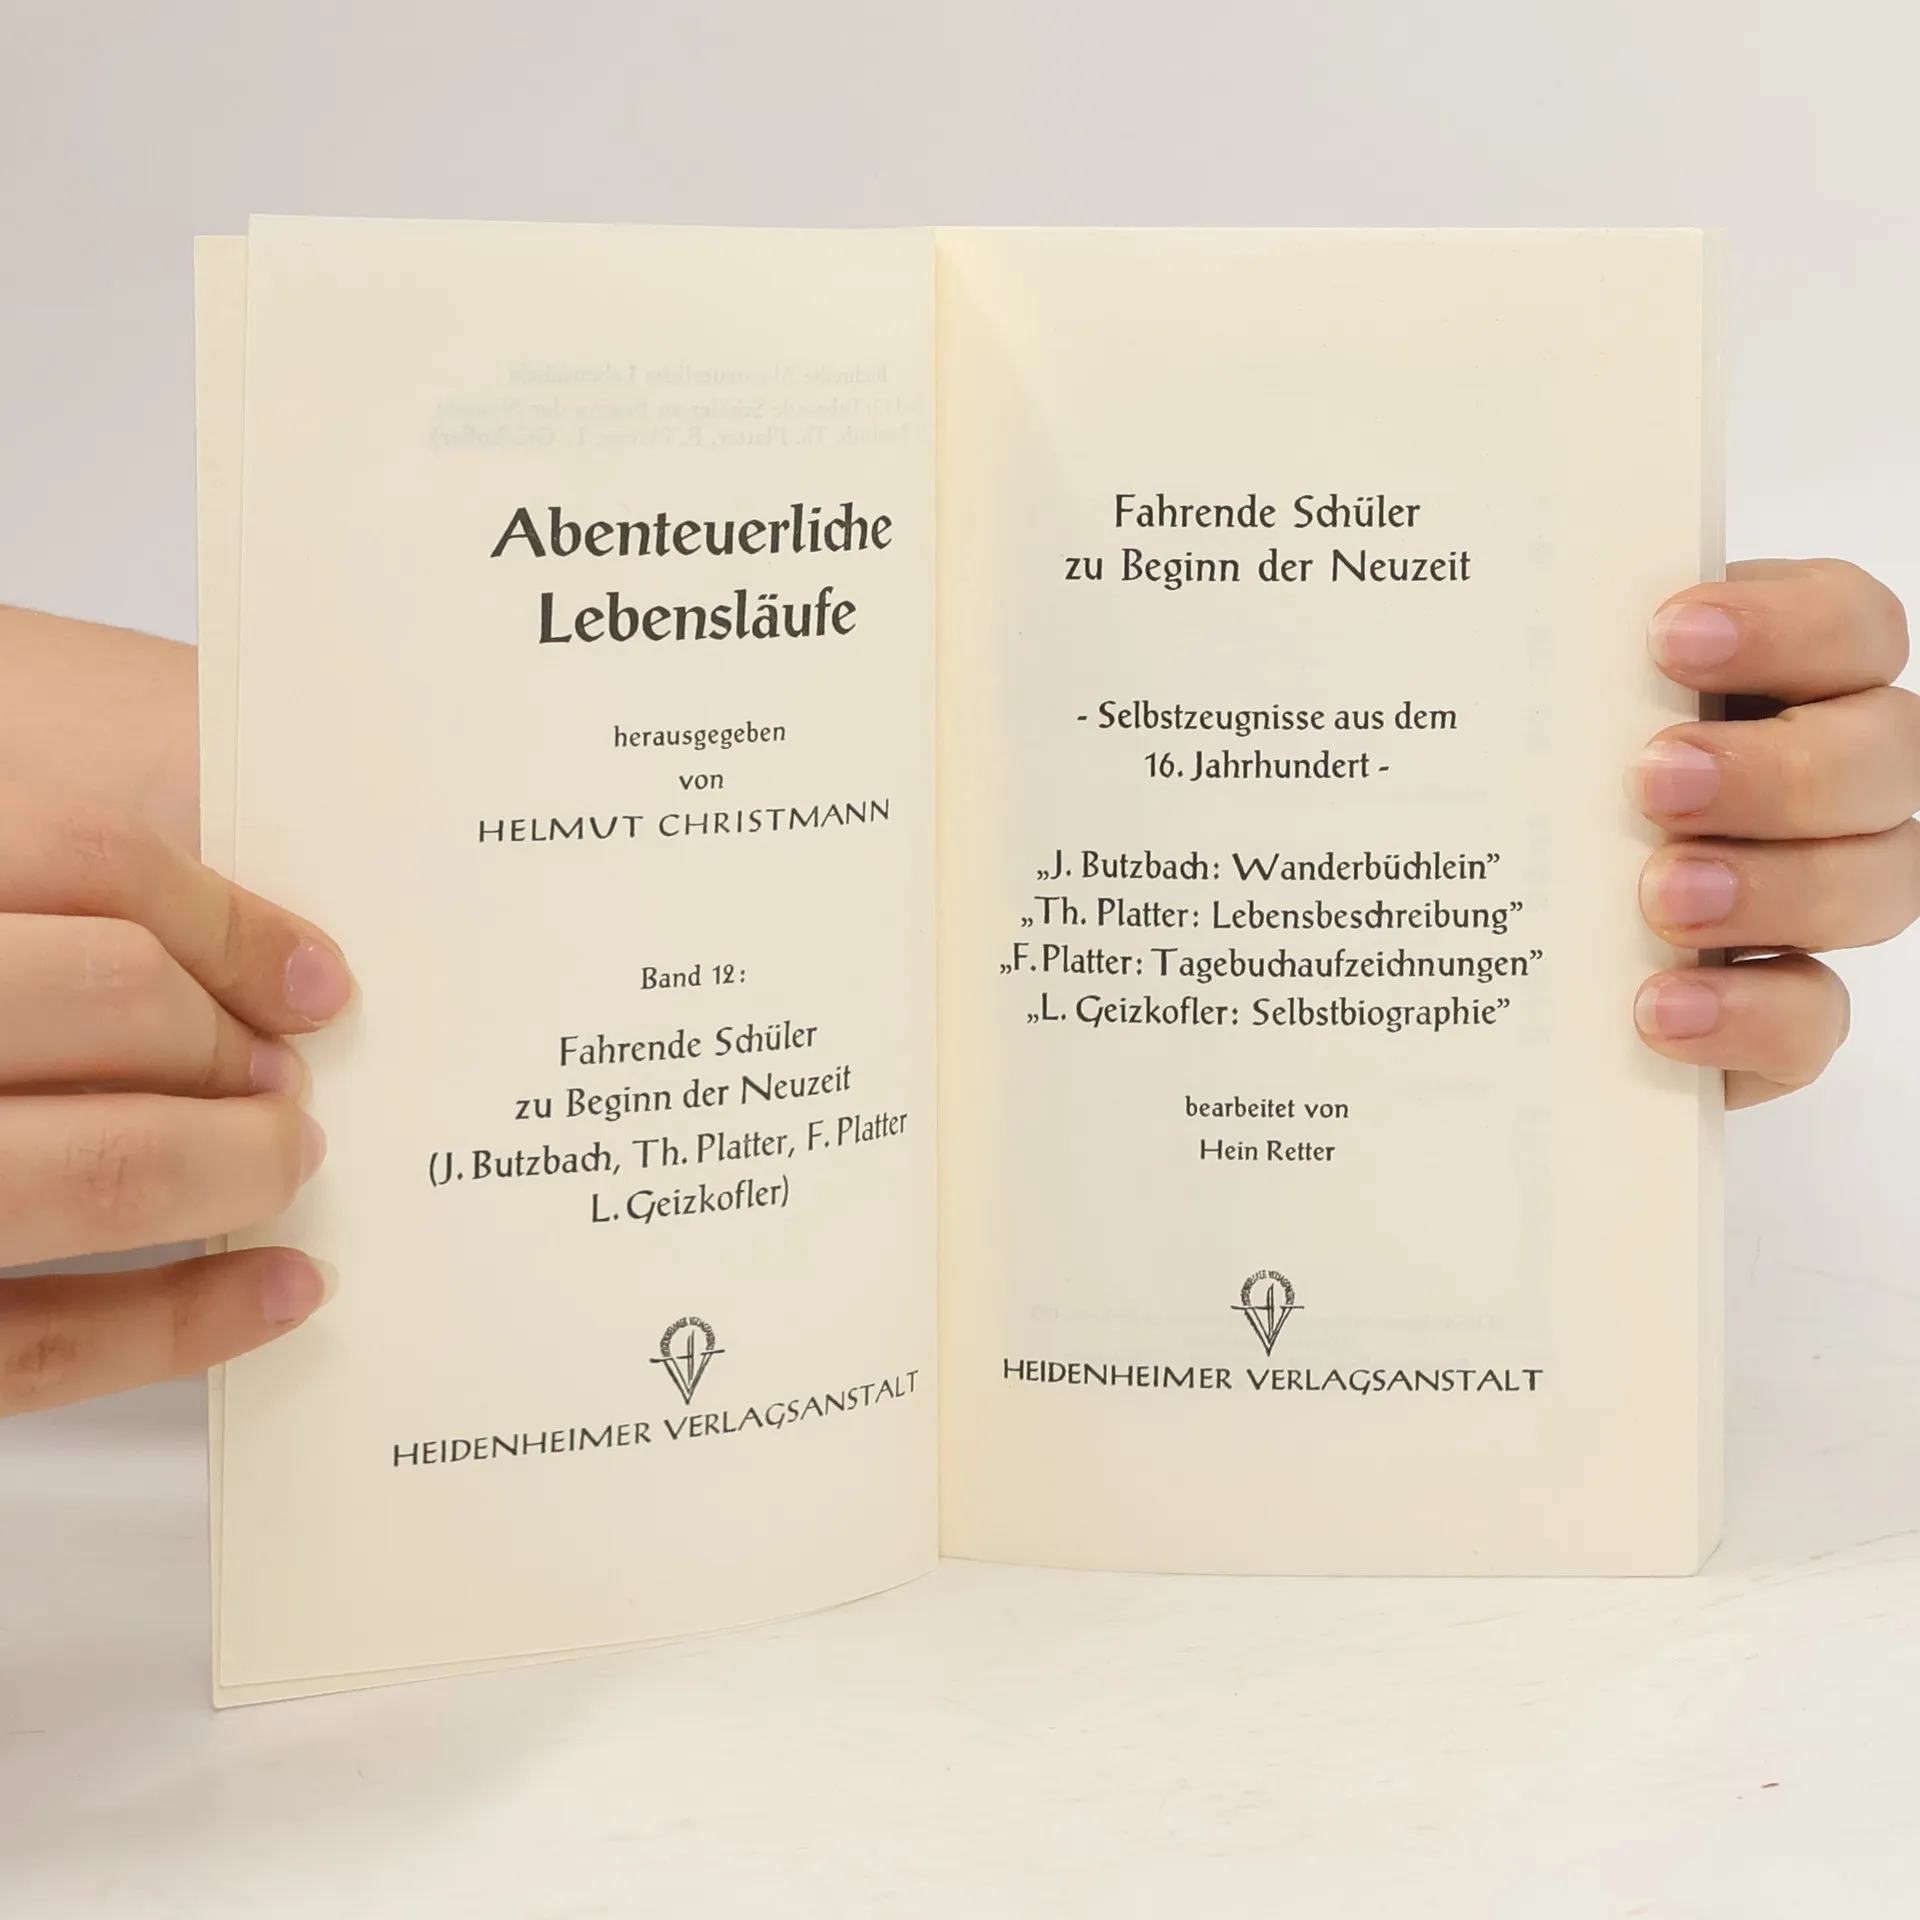 Abenteuerliche
Lebensläufe
herausgegeben
von
HELMUT CHRISTMANN
Band 12:
Fahrende Schüler
zu Beginn der Neuzeit
(J. Butzbach, Th. Platter, F. Platter
L. Geizkofler)
HEIDENHEIMER VERLAGSANSTALT
Fahrende Schüler
zu Beginn der Neuzeit
- Selbstzeugnisse aus dem
16. Jahrhundert -
„J. Butzbach: Wanderbüchlein”
„Th. Platter: Lebensbeschreibung”
„F. Platter: Tagebuchaufzeichnungen”
„L. Geizkofler: Selbstbiographie”
bearbeitet von
Hein Retter
HEIDENHEIMER VERLAGSANSTALT
HEIDENHEIMER VERLAGSANSTALT